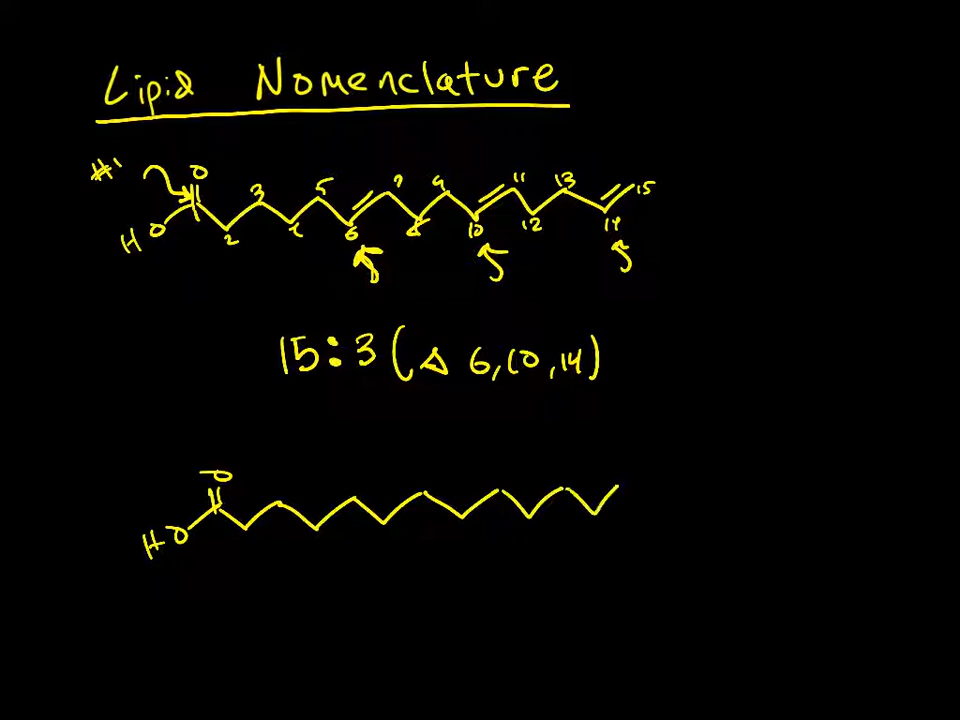 Lipid Nomenclature
#1 O
3 5 7 9 11 13 15
H O 2 4 6 8 10 12 14
15:3 (Δ 6,10,14)
O
HO